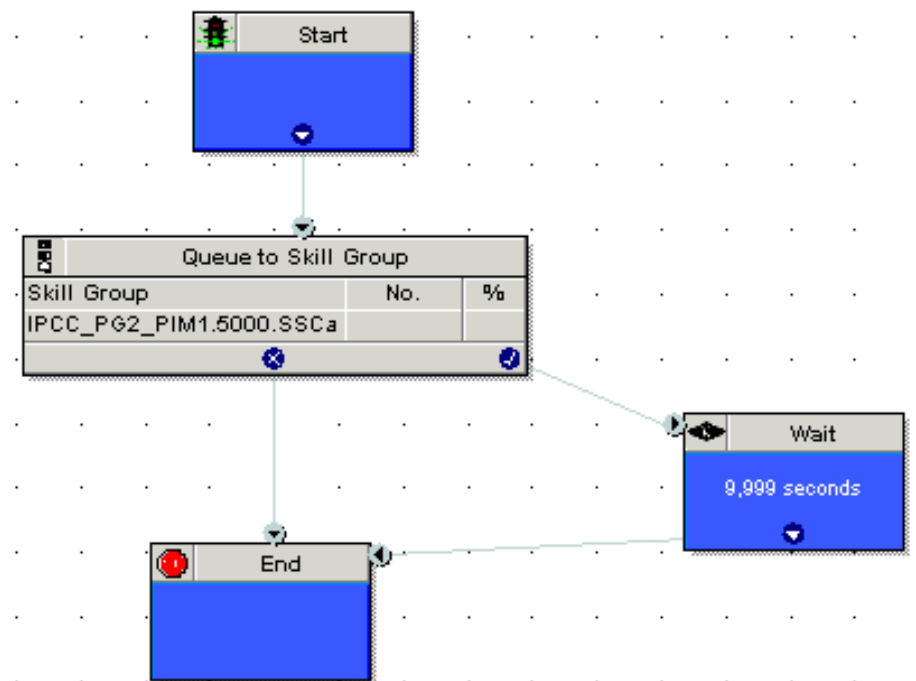 Start
Queue to Skill Group
Skill Group No. %
IPCC_PG2_PIM1.5000.SSCa
Wait
9,999 seconds
End